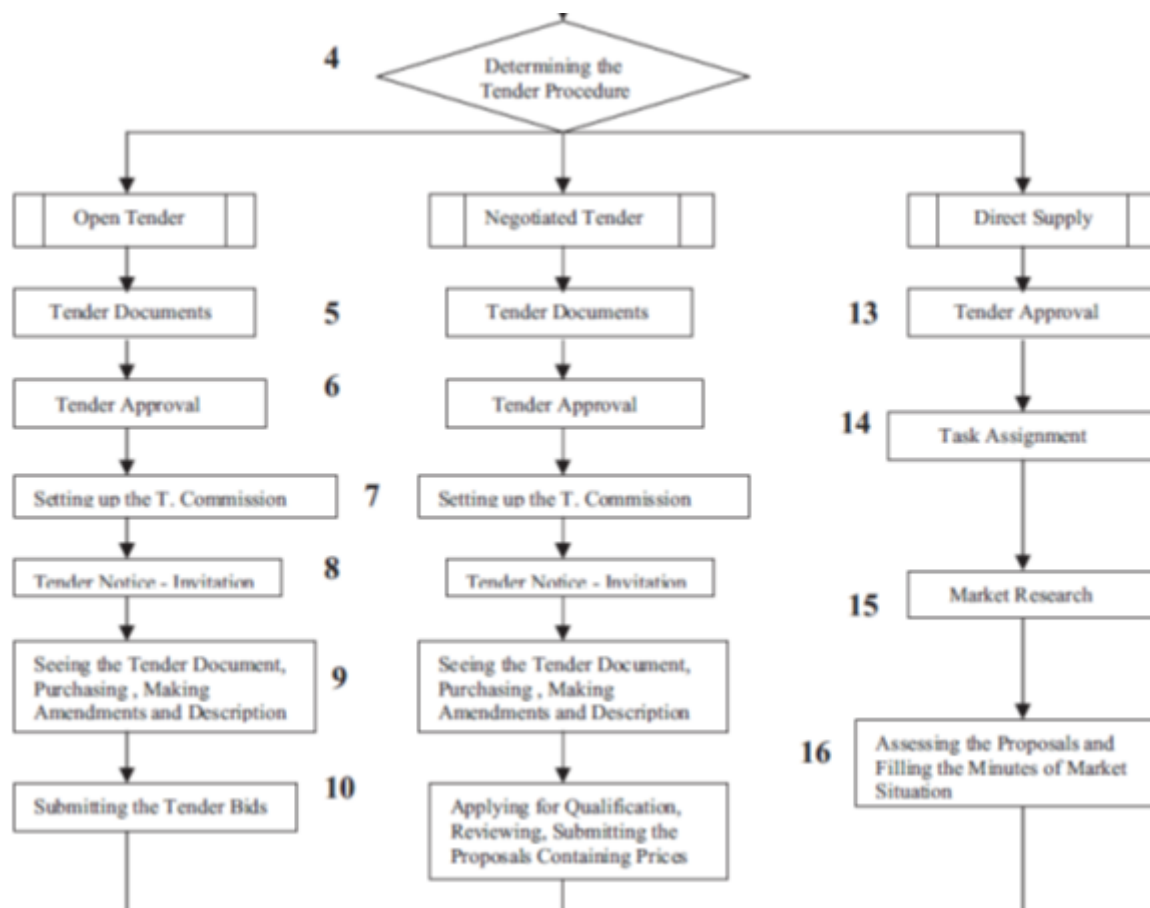 4
Determining the
Tender Procedure
Open Tender
Negotiated Tender
Direct Supply
Tender Documents
5
Tender Documents
13
Tender Approval
Tender Approval
6
Tender Approval
14
Task Assignment
Setting up the T. Commission
7
Setting up the T. Commission
Tender Notice - Invitation
8
Tender Notice - Invitation
15
Market Research
Seeing the Tender Document,
Purchasing , Making
Amendments and Description
9
Seeing the Tender Document,
Purchasing , Making
Amendments and Description
16
Assessing the Proposals and
Filling the Minutes of Market
Situation
Submitting the Tender Bids
10
Applying for Qualification,
Reviewing, Submitting the
Proposals Containing Prices